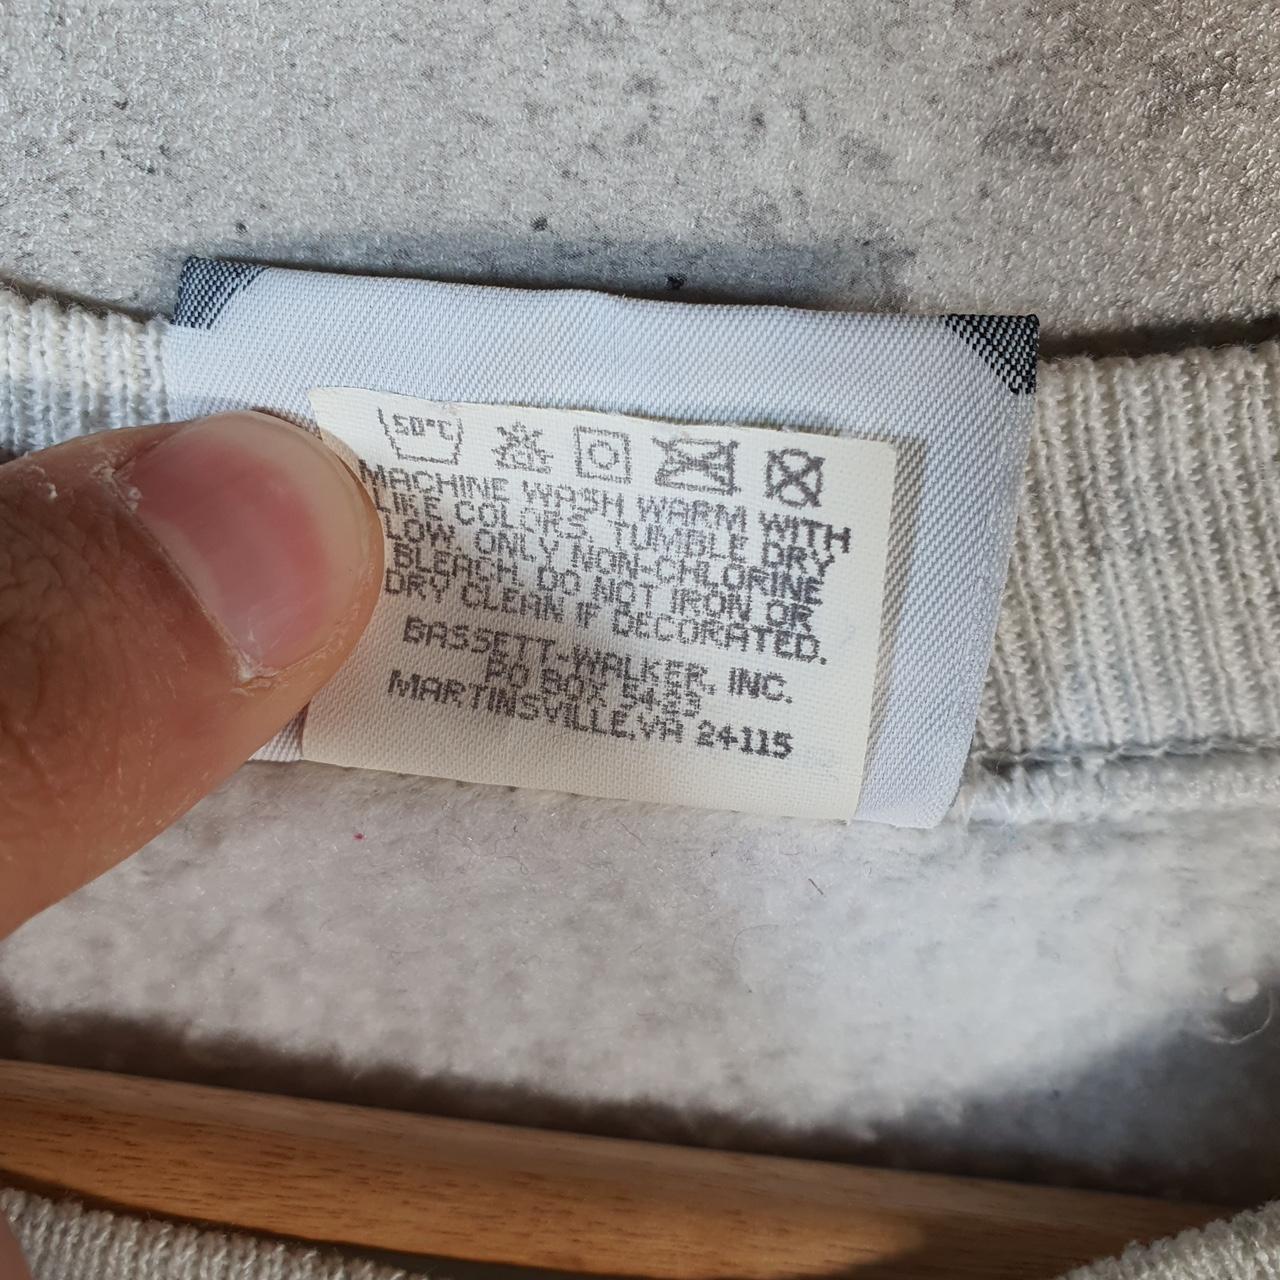 50°C
MACHINE WASH WARM WITH
LIKE COLORS. TUMBLE DRY
LOW. ONLY NON-CHLORINE
BLEACH. DO NOT IRON OR
DRY CLEAN IF DECORATED.
BASSETT-WALKER, INC.
PO BOX 5423
MARTINSVILLE,VA 24115